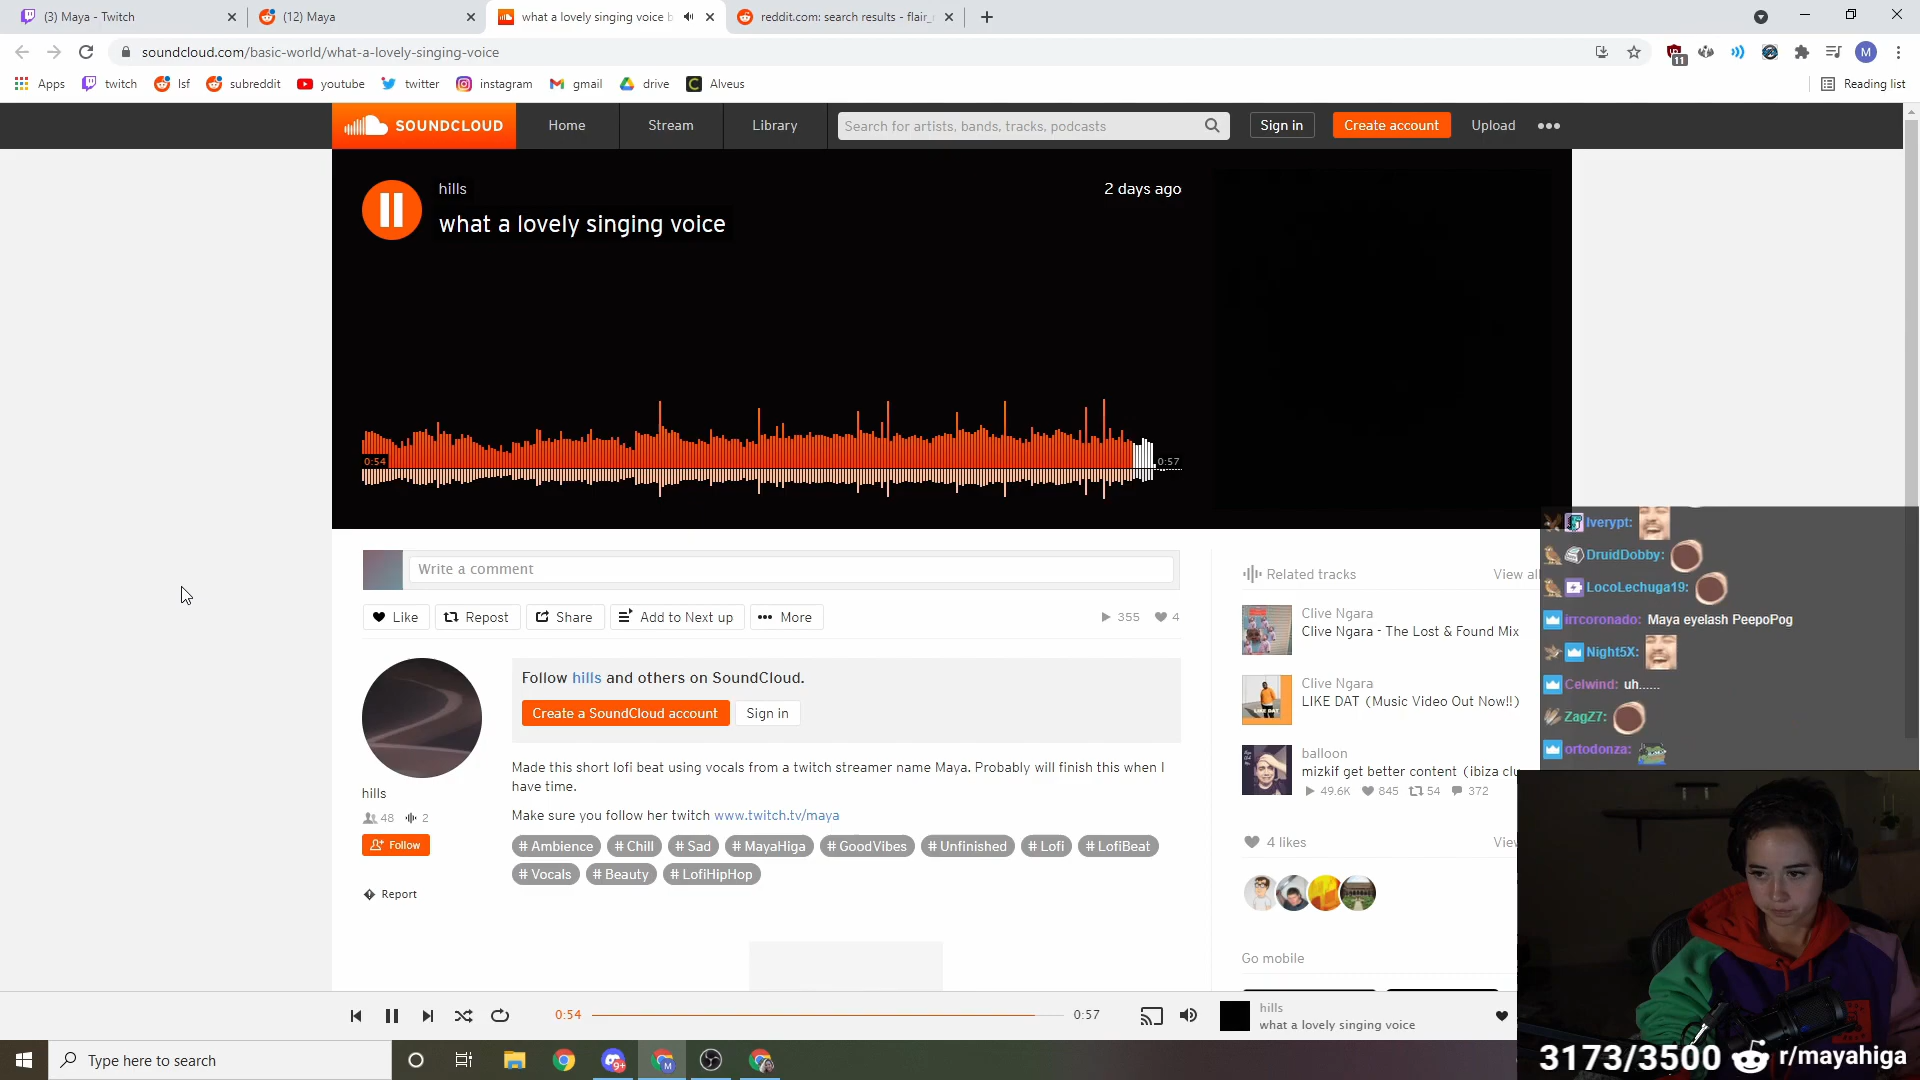 (3) Maya - Twitch
(12) Maya
what a lovely singing voice b
reddit.com: search results - flair_
soundcloud.com/basic-world/what-a-lovely-singing-voice
11
M
Apps
twitch
lsf
subreddit
youtube
twitter
instagram
gmail
drive
Alveus
Reading list
SOUNDCLOUD
Home
Stream
Library
Search for artists, bands, tracks, podcasts
Sign in
Create account
Upload
hills
2 days ago
what a lovely singing voice
0:54
0:57
Write a comment
Like
Repost
Share
Add to Next up
More
355
4
Follow hills and others on SoundCloud.
Create a SoundCloud account
Sign in
hills
48
2
Follow
Report
Made this short lofi beat using vocals from a twitch streamer name Maya. Probably will finish this when I
have time.
Make sure you follow her twitch www.twitch.tv/maya
# Ambience
# Chill
# Sad
# MayaHiga
# GoodVibes
# Unfinished
# Lofi
# LofiBeat
# Vocals
# Beauty
# LofiHipHop
Related tracks
View all
Clive Ngara
Clive Ngara - The Lost & Found Mix
Clive Ngara
LIKE DAT (Music Video Out Now!!)
balloon
mizkif get better content (ibiza clu
49.6K
845
54
372
4 likes
View
Go mobile
Iverypt:
DruidDobby:
LocoLechuga19:
irrcoronado: Maya eyelash PeepoPog
Night5X:
Celwind: uh......
ZagZ7:
ortodonza:
0:54
0:57
hills
what a lovely singing voice
Type here to search
9+
M
3173/3500 r/mayahiga